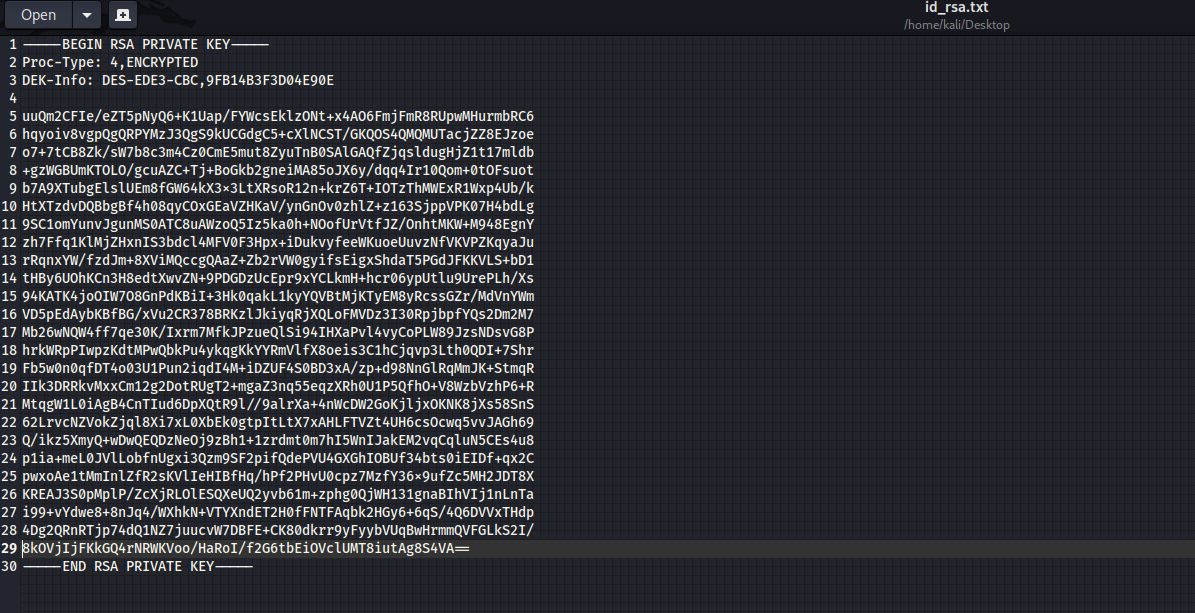 Open
id_rsa.txt
/home/kali/Desktop
1 -----BEGIN RSA PRIVATE KEY-----
2 Proc-Type: 4,ENCRYPTED
3 DEK-Info: DES-EDE3-CBC,9FB14B3F3D04E90E
4
5 uuQm2CFIe/eZT5pNyQ6+K1Uap/FYWcsEklzONt+x4AO6FmjFmR8RUpwMHurmbRC6
6 hqyoiv8vgpQgQRPYMzJ3QgS9kUCGdgC5+cXlNCST/GKQOS4QMQMUTacjZZ8EJzoe
7 o7+7tCB8Zk/sW7b8c3m4Cz0CmE5mut8ZyuTnB0SAlGAQfZjqsldugHjZ1t17mldb
8 +gzWGBUmKTOLO/gcuAZC+Tj+BoGkb2gneiMA85oJX6y/dqq4Ir10Qom+0tOFsuot
9 b7A9XTubgElslUEm8fGW64kX3x3LtXRsoR12n+krZ6T+IOTzThMWExR1Wxp4Ub/k
10 HtXTzdvDQBbgBf4h08qyCOxGEaVZHKaV/ynGnOv0zhlZ+z163SjppVPK07H4bdLg
11 9SC1omYunvJgunMS0ATC8uAWzoQ5Iz5ka0h+NOofUrVtfJZ/OnhtMKW+M948EgnY
12 zh7Ffq1KlMjZHxnIS3bdcl4MFV0F3Hpx+iDukvyfeeWKuoeUuvzNfVKVPZKqyaJu
13 rRqnxYW/fzdJm+8XViMQccgQAaZ+Zb2rVW0gyifsEigxShdaT5PGdJFKKVLS+bD1
14 tHBy6UOhKCn3H8edtXwvZN+9PDGDzUcEpr9xYCLkmH+hcr06ypUtlu9UrePLh/Xs
15 94KATK4joOIW7O8GnPdKBiI+3Hk0qakL1kyYQVBtMjKTyEM8yRcssGZr/MdVnYWm
16 VD5pEdAybKBfBG/xVu2CR378BRKzlJkiyqRjXQLoFMVDz3I30RpjbpfYQs2Dm2M7
17 Mb26wNQW4ff7qe30K/Ixrm7MfkJPzueQlSi94IHXaPvl4vyCoPLW89JzsNDsvG8P
18 hrkWRpPIwpzKdtMPwQbkPu4ykqgKkYYRmVlfX8oeis3C1hCjqvp3Lth0QDI+7Shr
19 Fb5w0n0qfDT4o03U1Pun2iqdI4M+iDZUF4S0BD3xA/zp+d98NnGlRqMmJK+StmqR
20 IIk3DRRkvMxxCm12g2DotRUgT2+mgaZ3nq55eqzXRh0U1P5QfhO+V8WzbVzhP6+R
21 MtqgW1L0iAgB4CnTIud6DpXQtR9l//9alrXa+4nWcDW2GoKjljxOKNK8jXs58SnS
22 62LrvcNZVokZjql8Xi7xL0XbEk0gtpItLtX7xAHLFTVZt4UH6csOcwq5vvJAGh69
23 Q/ikz5XmyQ+wDwQEQDzNeOj9zBh1+1zrdmt0m7hI5WnIJakEM2vqCqluN5CEs4u8
24 p1ia+meL0JVlLobfnUgxi3Qzm9SF2pifQdePVU4GXGhIOBUf34bts0iEIDf+qx2C
25 pwxoAe1tMmInlZfR2sKVlIeHIBfHq/hPf2PHvU0cpz7MzfY36x9ufZc5MH2JDT8X
26 KREAJ3S0pMplP/ZcXjRLOlESQXeUQ2yvb61m+zphg0QjWH131gnaBIhVIj1nLnTa
27 i99+vYdwe8+8nJq4/WXhkN+VTYXndET2H0fFNTFAqbk2HGy6+6qS/4Q6DVVxTHdp
28 4Dg2QRnRTjp74dQ1NZ7juucvW7DBFE+CK80dkrr9yFyybVUqBwHrmmQVFGLkS2I/
29 8kOVjIjFKkGQ4rNRWKVoo/HaRoI/f2G6tbEiOVclUMT8iutAg8S4VA==
30 -----END RSA PRIVATE KEY-----